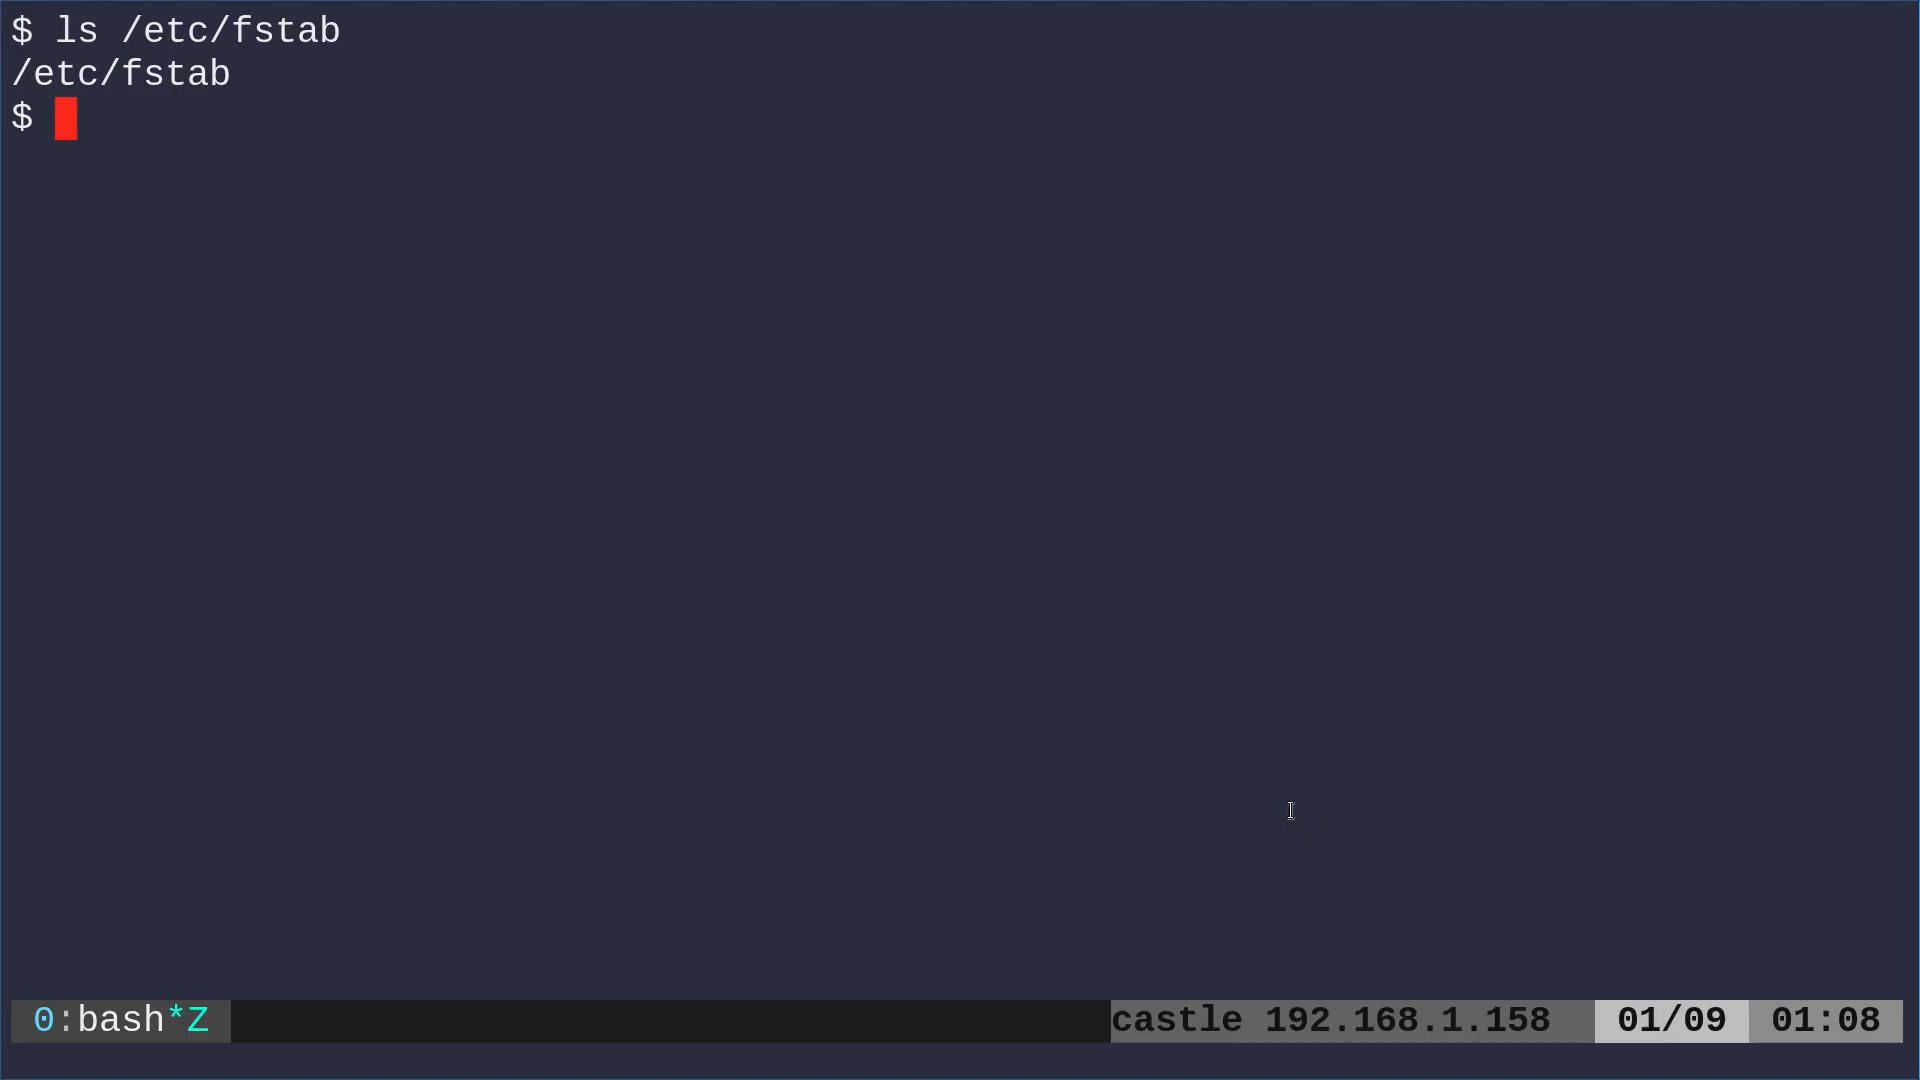 $ ls /etc/fstab
/etc/fstab
$
0:bash*Z castle 192.168.1.158 01/09 01:08